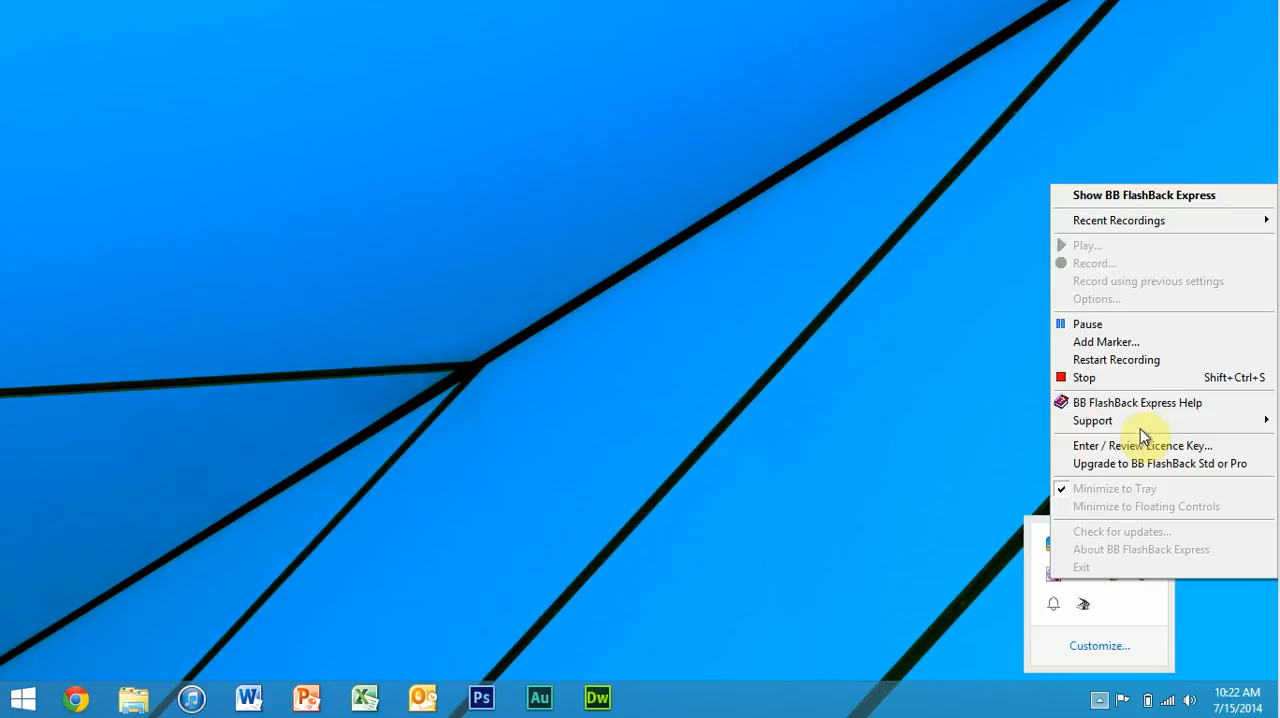 Show BB FlashBack Express
Recent Recordings
Play...
Record...
Record using previous settings
Options...
Pause
Add Marker...
Restart Recording
Stop Shift+Ctrl+S
BB FlashBack Express Help
Support
Enter / Review Licence Key...
Upgrade to BB FlashBack Std or Pro
Minimize to Tray
Minimize to Floating Controls
Check for updates...
About BB FlashBack Express
Exit
Customize...
Ps Au Dw
10:22 AM
7/15/2014